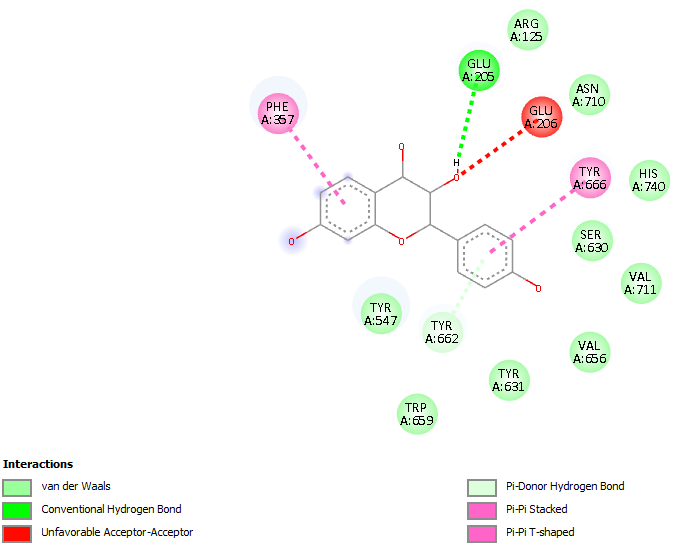 ARG
A:125
GLU
A:205
ASN
A:710
PHE
A:357
GLU
A:206
H
O
O
TYR
A:666
HIS
A:740
O
O
SER
A:630
VAL
A:711
O
TYR
A:547
TYR
A:662
VAL
A:656
TYR
A:631
TRP
A:659
Interactions
van der Waals
Conventional Hydrogen Bond
Unfavorable Acceptor-Acceptor
Pi-Donor Hydrogen Bond
Pi-Pi Stacked
Pi-Pi T-shaped